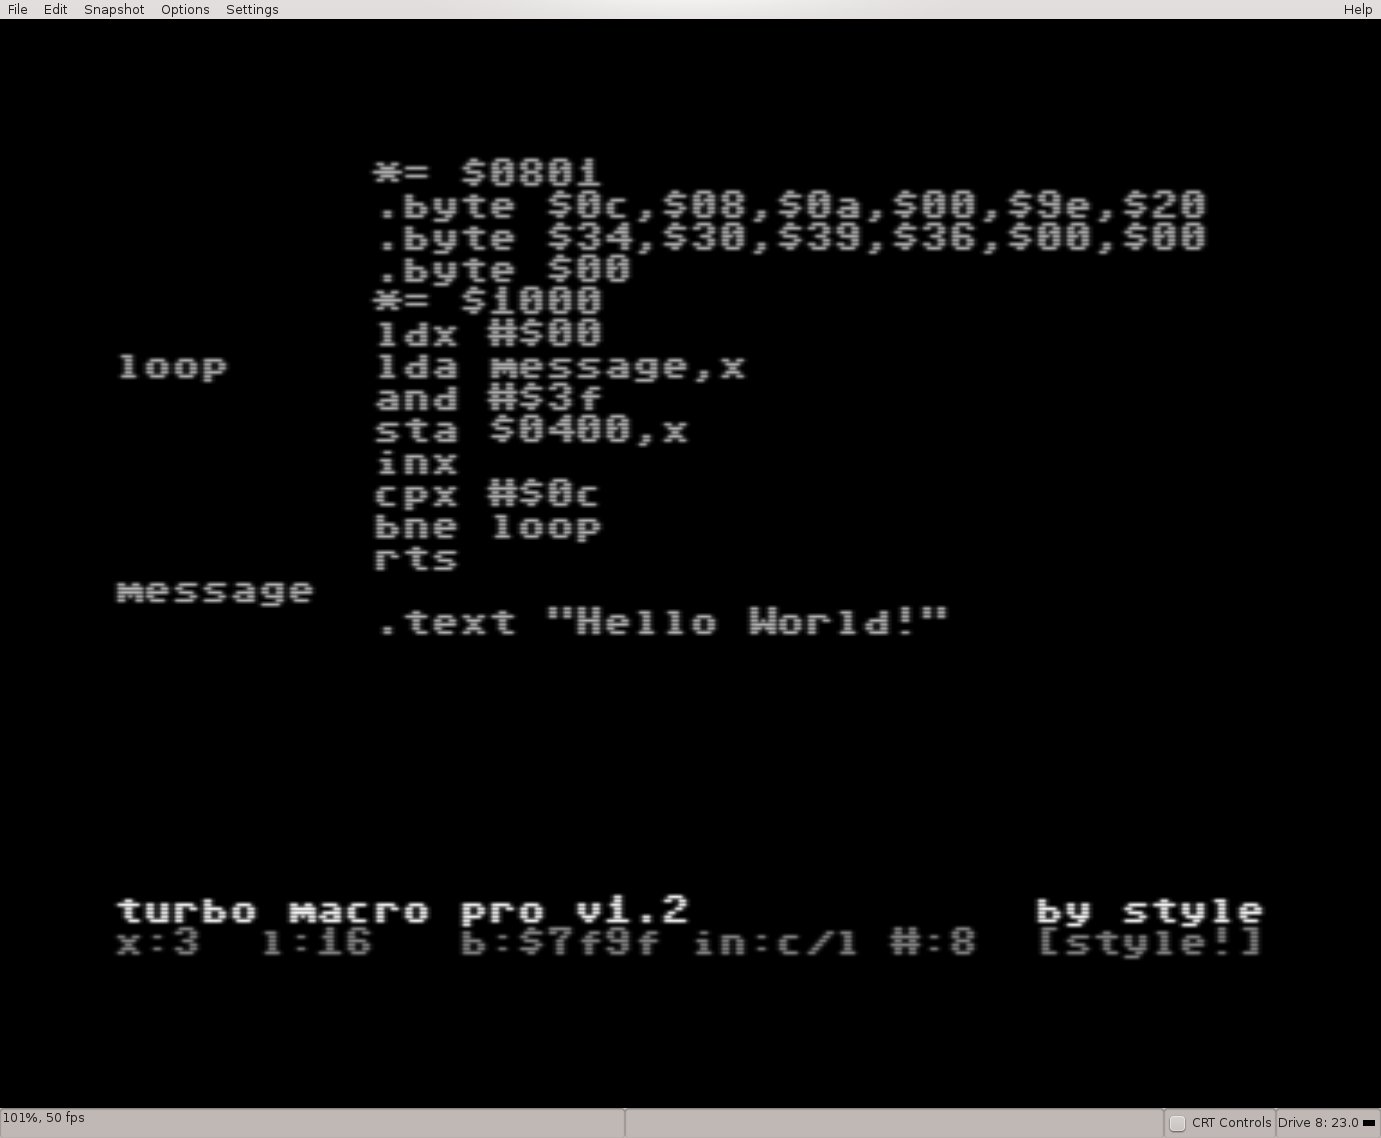 File Edit Snapshot Options Settings Help
*= $0801
.byte $0c,$08,$0a,$00,$9e,$20
.byte $34,$30,$39,$36,$00,$00
.byte $00
*= $1000
ldx #$00
loop lda message,x
and #$3f
sta $0400,x
inx
cpx #$0c
bne loop
rts
message
.text "Hello World!"
turbo macro pro v1.2 by style
x:3 l:16 b:$7f9f in:c/l #:8 [style!]
101%, 50 fps CRT Controls Drive 8: 23.0